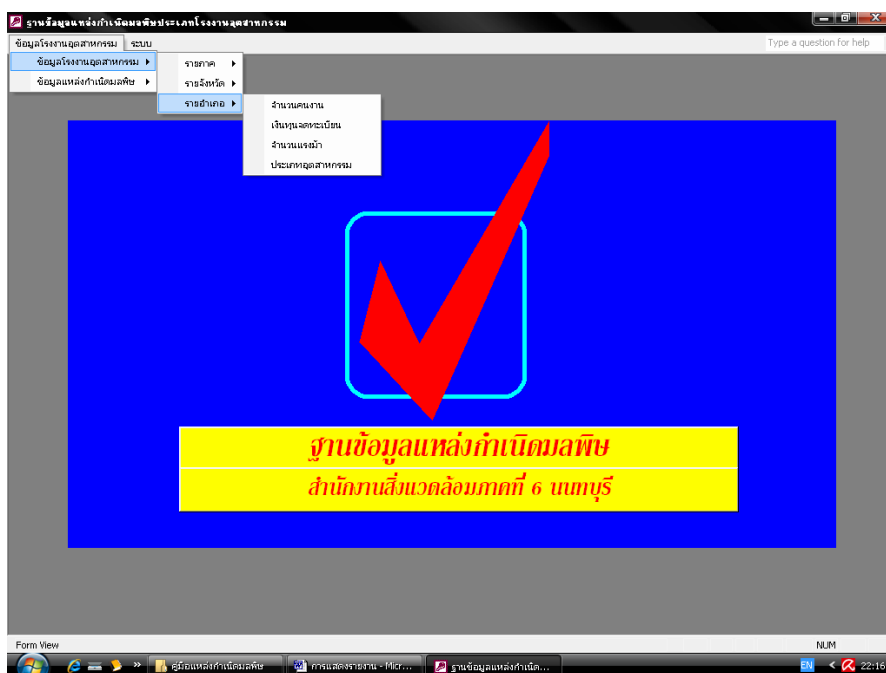 ฐานข้อมูลแหล่งกำเนิดมลพิษประเภทโรงงานอุตสาหกรรม
ข้อมูลโรงงานอุตสาหกรรม ระบบ Type a question for help
ข้อมูลโรงงานอุตสาหกรรม รายภาค
ข้อมูลแหล่งกำเนิดมลพิษ รายจังหวัด
รายอำเภอ จำนวนคนงาน
เงินทุนจดทะเบียน
จำนวนแรงม้า
ประเภทอุตสาหกรรม
ฐานข้อมูลแหล่งกำเนิดมลพิษ
สำนักงานสิ่งแวดล้อมภาคที่ 6 นนทบุรี
Form View NUM
คู่มือแหล่งกำเนิดมลพิษ การแสดงรายงาน - Micr... ฐานข้อมูลแหล่งกำเนิด... EN 22:16